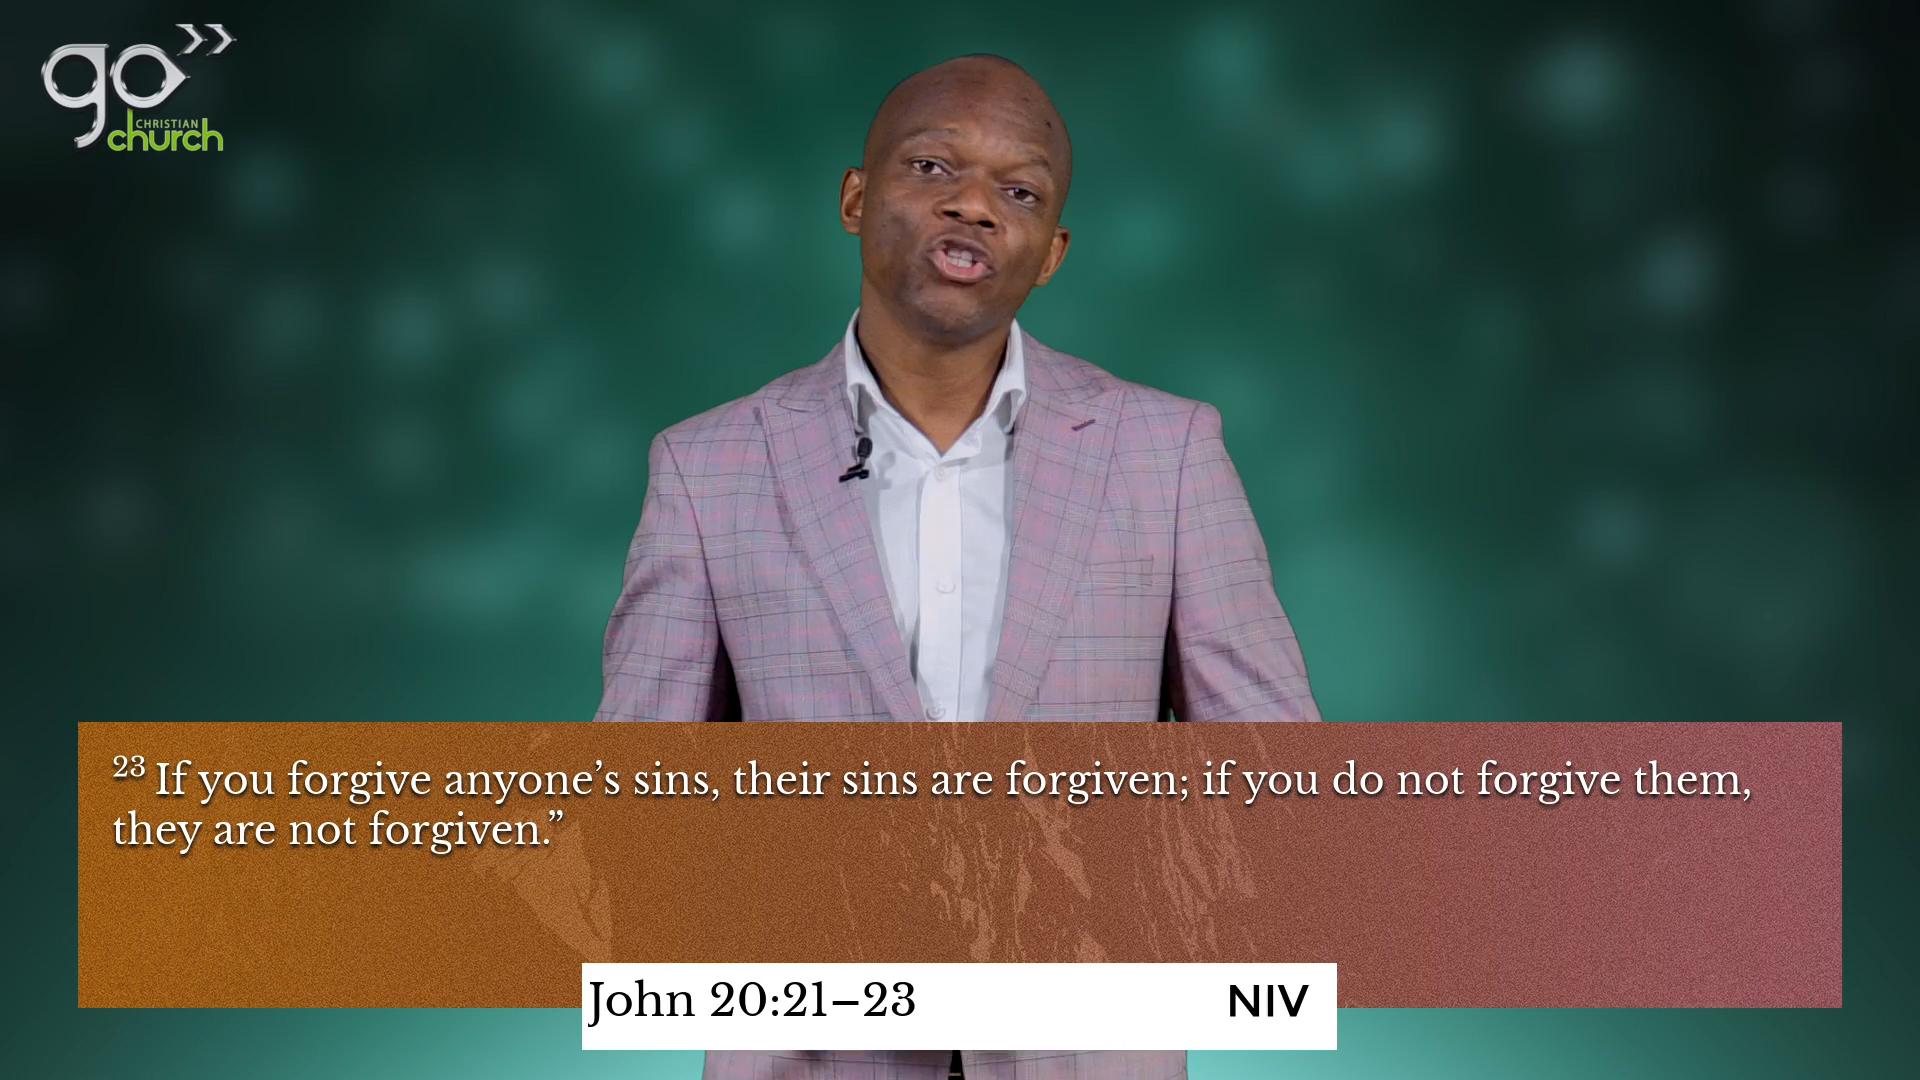 go
CHRISTIAN
church
23 If you forgive anyone’s sins, their sins are forgiven; if you do not forgive them,
they are not forgiven.”
John 20:21–23 NIV